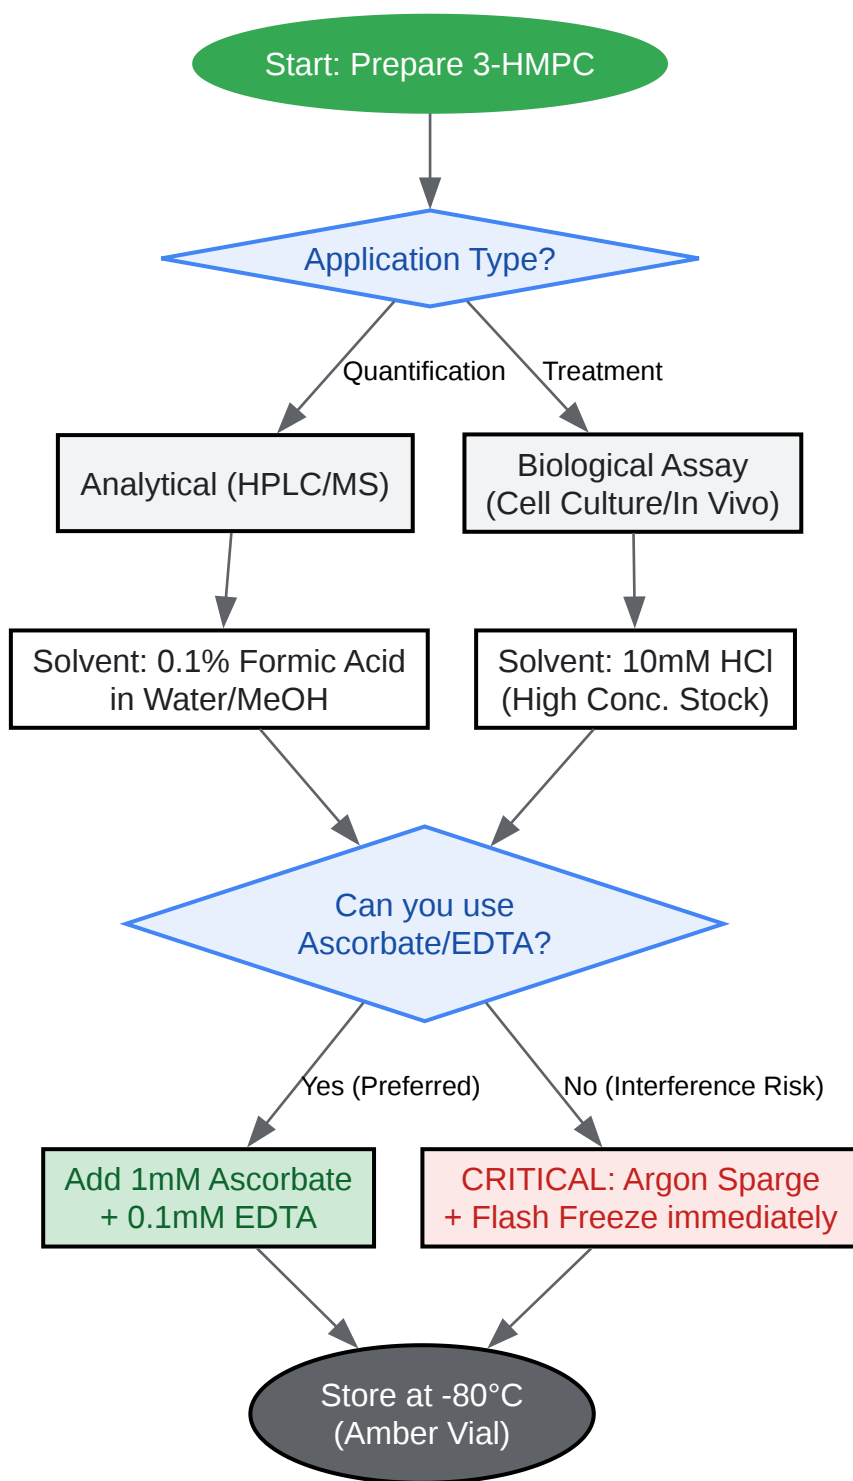 Start: Prepare 3-HMPC
Application Type?
Quantification
Treatment
Analytical (HPLC/MS)
Biological Assay
(Cell Culture/In Vivo)
Solvent: 0.1% Formic Acid
in Water/MeOH
Solvent: 10mM HCl
(High Conc. Stock)
Can you use
Ascorbate/EDTA?
Yes (Preferred)
No (Interference Risk)
Add 1mM Ascorbate
+ 0.1mM EDTA
CRITICAL: Argon Sparge
+ Flash Freeze immediately
Store at -80°C
(Amber Vial)